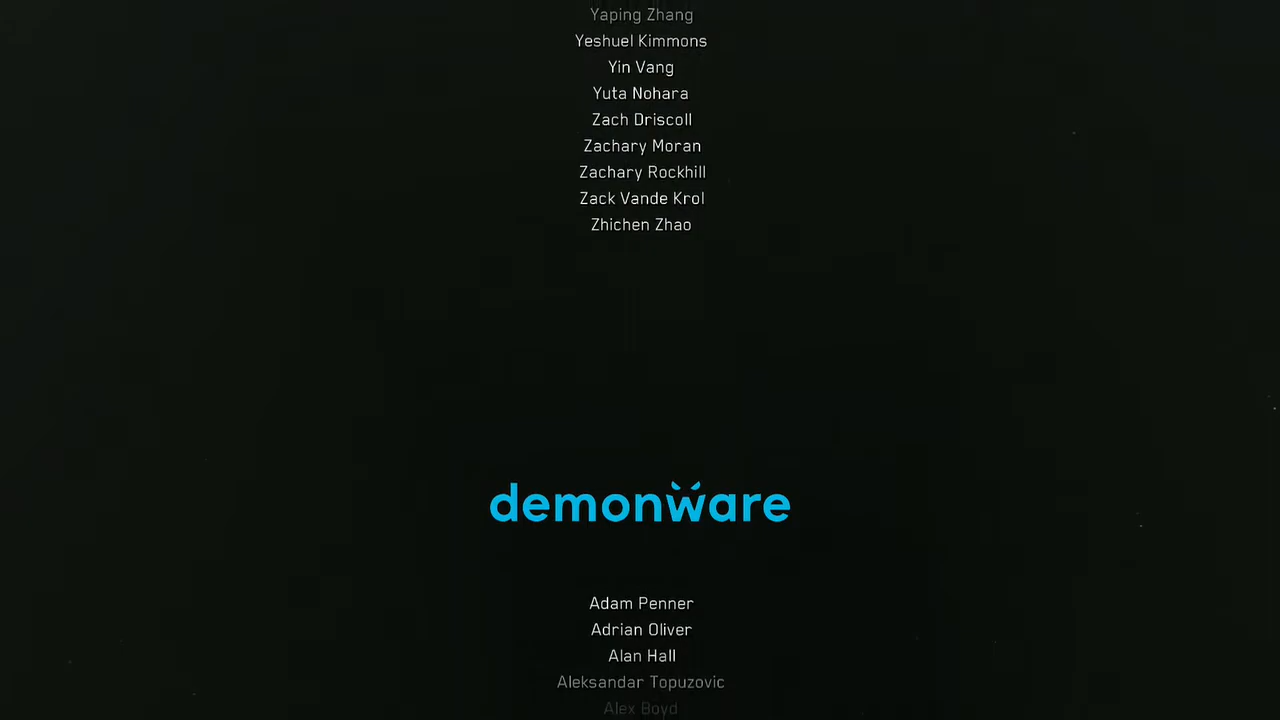 Yaping Zhang
Yeshuel Kimmons
Yin Vang
Yuta Nohara
Zach Driscoll
Zachary Moran
Zachary Rockhill
Zack Vande Krol
Zhichen Zhao
demonware
Adam Penner
Adrian Oliver
Alan Hall
Aleksandar Topuzovic
Alex Boyd